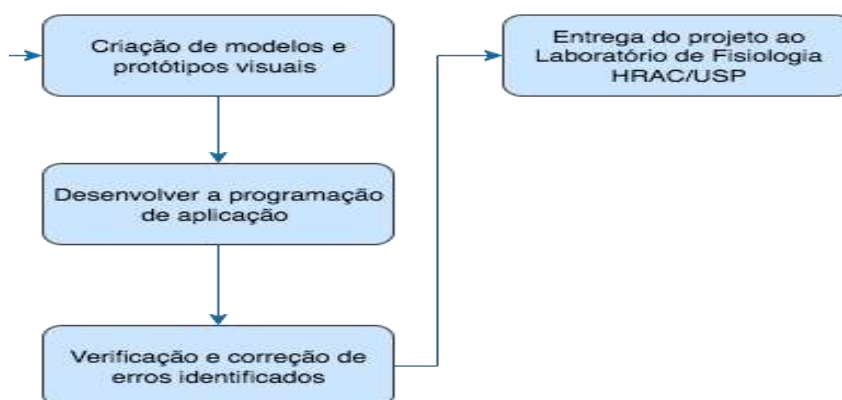 Criação de modelos e
protótipos visuais
Desenvolver a programação
de aplicação
Verificação e correção de
erros identificados
Entrega do projeto ao
Laboratório de Fisiologia
HRAC/USP